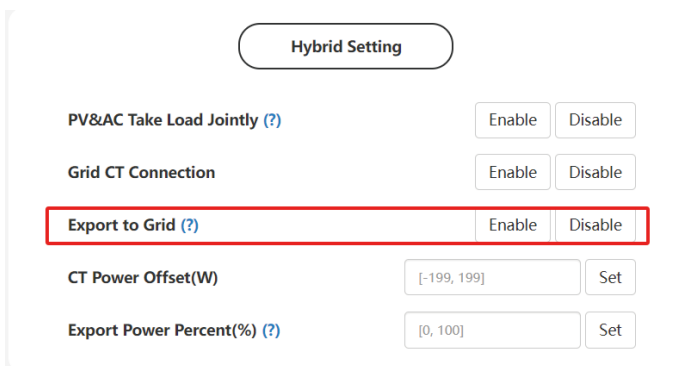 Hybrid Setting
PV&AC Take Load Jointly (?) Enable Disable
Grid CT Connection Enable Disable
Export to Grid (?) Enable Disable
CT Power Offset(W) [-199, 199] Set
Export Power Percent(%) (?) [0, 100] Set